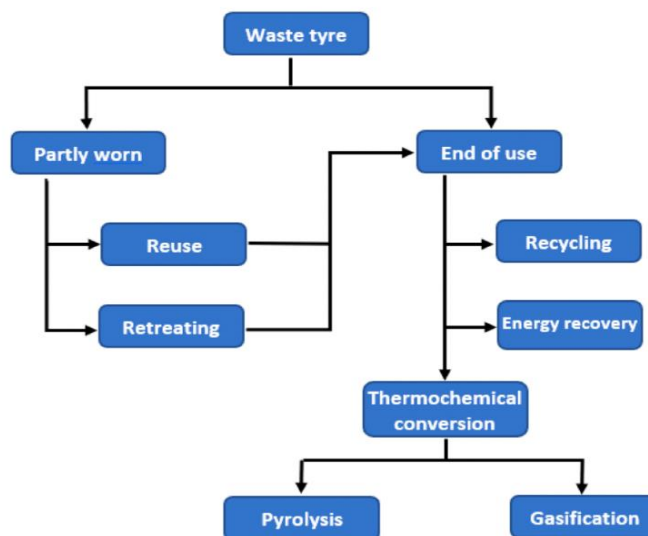 Waste tyre
Partly worn
End of use
Reuse
Recycling
Retreating
Energy recovery
Thermochemical
conversion
Pyrolysis
Gasification